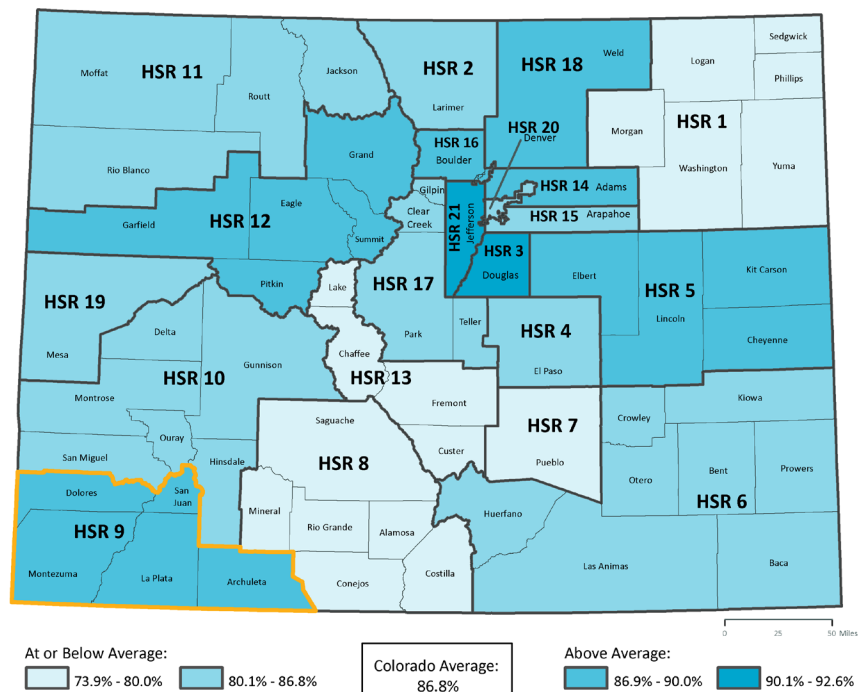 Sedgwick
Weld
HSR 18
Logan
HSR 2
Jackson
HSR 11
Moffat
Phillips
Routt
Larimer
HSR 1
HSR 20
Denver
Morgan
HSR 16
Boulder
Grand
Washington
Yuma
Rio Blanco
HSR 14 Adams
Gilpin
Eagle
HSR 15 Arapahoe
Clear
Creek
HSR 21
Jefferson
HSR 12
Garfield
Summit
HSR 3
Douglas
Elbert
Kit Carson
HSR 17
Pitkin
Lake
HSR 5
Lincoln
HSR 19
Teller
HSR 4
Delta
Park
Cheyenne
Mesa
Chaffee
Gunnison
El Paso
HSR 10
HSR 13
Montrose
Kiowa
Fremont
Saguache
Crowley
HSR 7
Ouray
Custer
San Miguel
Hinsdale
HSR 8
Pueblo
Prowers
Bent
Otero
Dolores
San
Juan
HSR 6
Mineral
Huerfano
Rio Grande
Alamosa
HSR 9
Las Animas
Baca
Montezuma
La Plata
Archuleta
Conejos
Costilla
0 25 50 Miles
At or Below Average:
73.9% - 80.0%
80.1% - 86.8%
Colorado Average:
86.8%
Above Average:
86.9% - 90.0%
90.1% - 92.6%